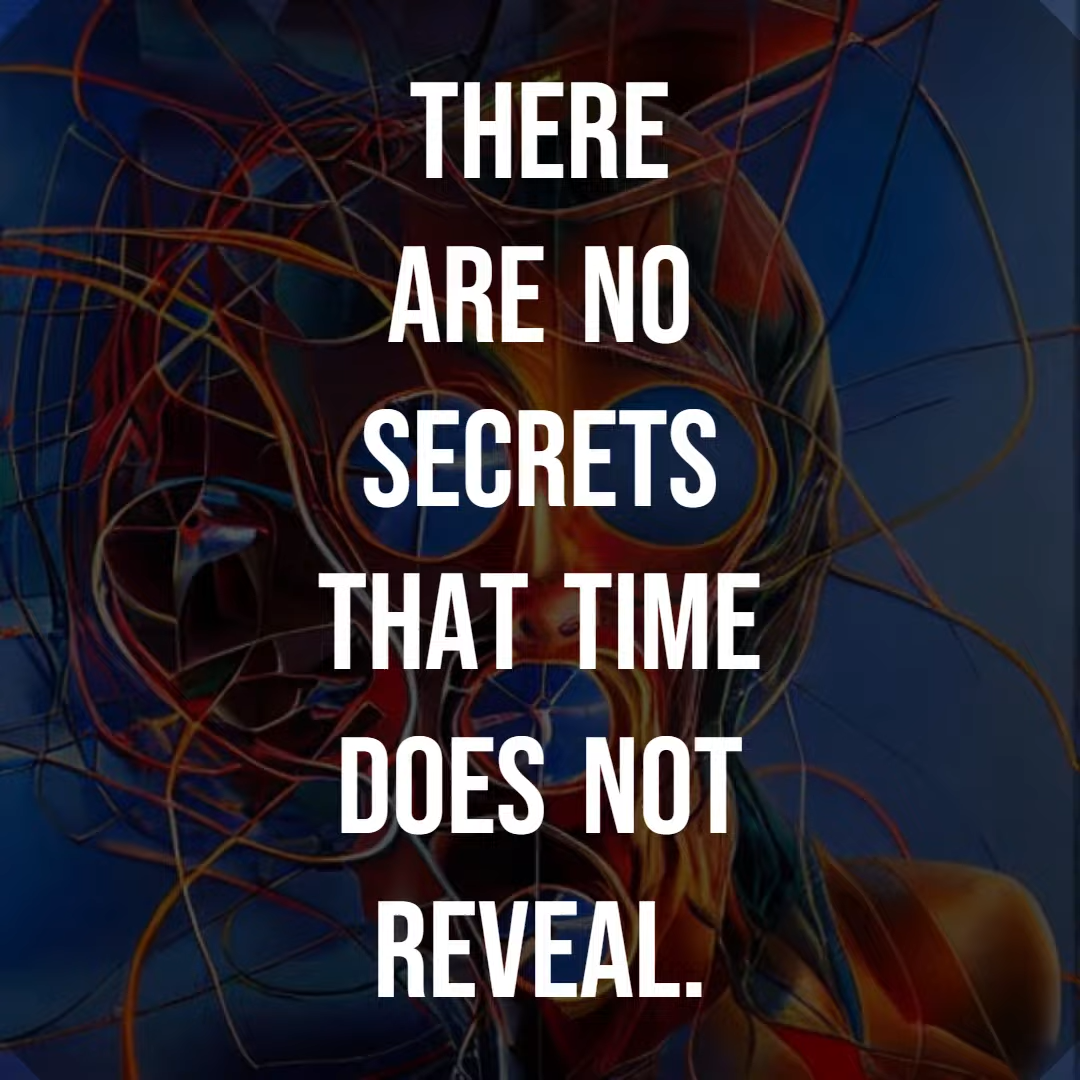 THERE
ARE NO
SECRETS
THAT TIME
DOES NOT
REVEAL.